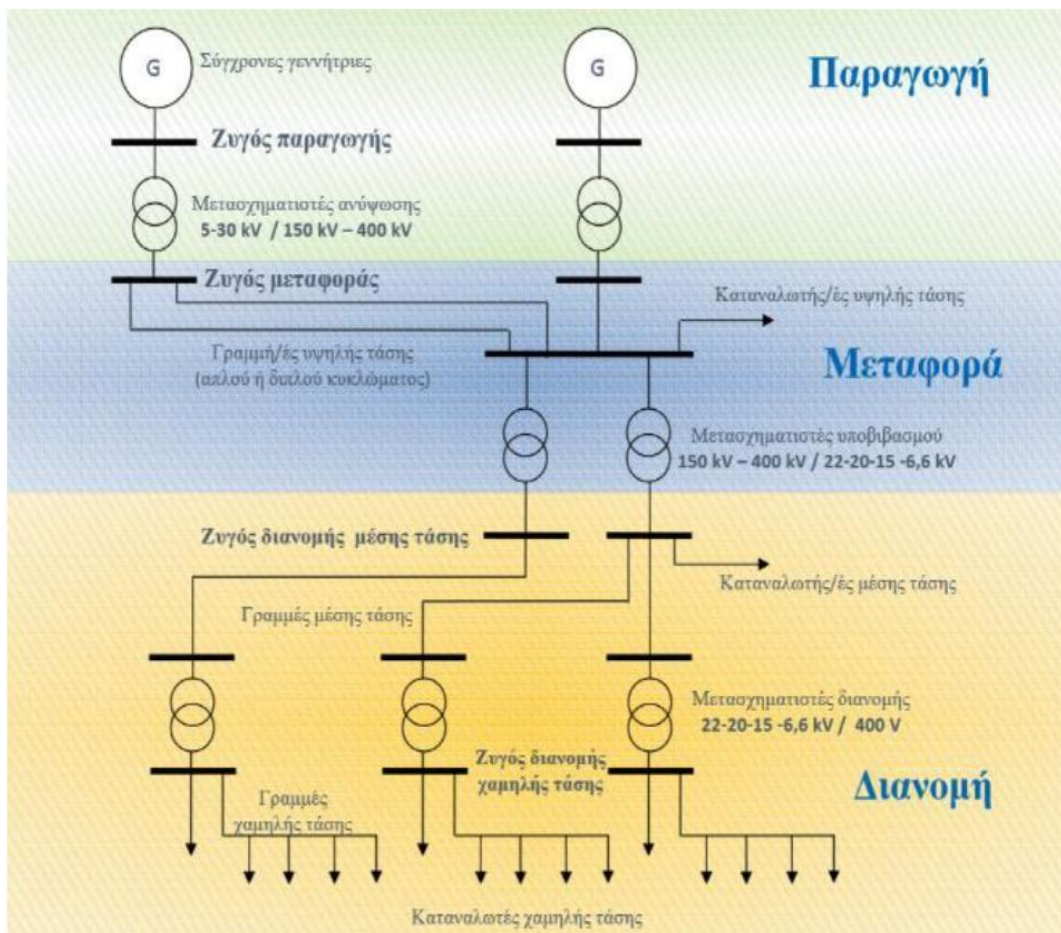 G
Σύγχρονες γεννήτριες
G
Παραγωγή
Ζυγός παραγωγής
Μετασχηματιστές ανύψωσης
5-30 kV / 150 kV – 400 kV
Ζυγός μεταφοράς
Καταναλωτής/ές υψηλής τάσης
Γραμμή/ές υψηλής τάσης
(απλού ή διπλού κυκλώματος)
Μεταφορά
Μετασχηματιστές υποβιβασμού
150 kV – 400 kV / 22-20-15 -6,6 kV
Ζυγός διανομής μέσης τάσης
Καταναλωτής/ές μέσης τάσης
Γραμμές μέσης τάσης
Μετασχηματιστές διανομής
22-20-15 -6,6 kV / 400 V
Ζυγός διανομής
χαμηλής τάσης
Διανομή
Γραμμές
χαμηλής τάσης
Καταναλωτές χαμηλής τάσης